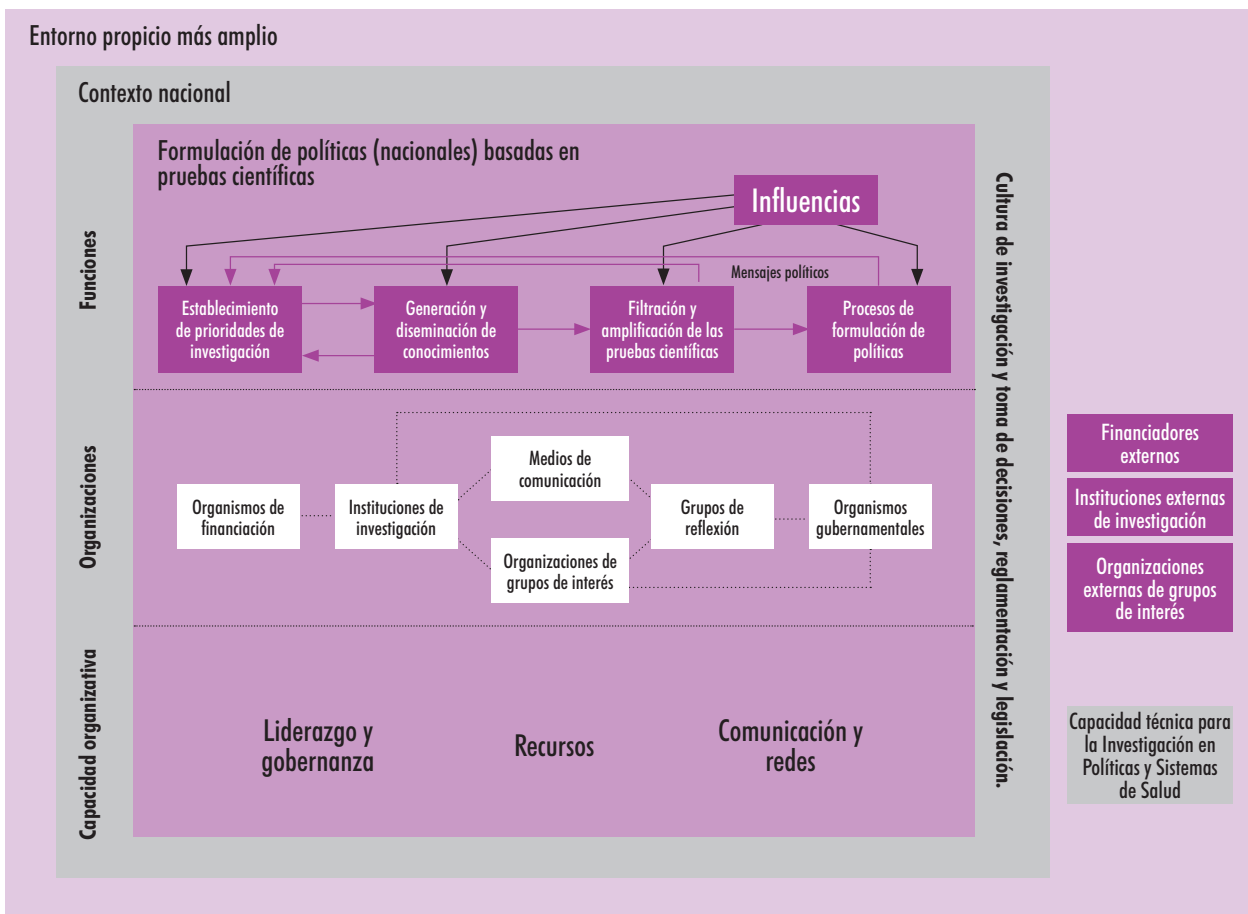 Entorno propicio más amplio
Contexto nacional
Formulación de políticas (nacionales) basadas en
pruebas científicas
Influencias
Mensajes políticos
Funciones
Establecimiento
de prioridades de
investigación
Generación y
diseminación de
conocimientos
Filtración y
amplificación de las
pruebas científicas
Procesos de
formulación de
políticas
Organizaciones
Organismos de
financiación
Instituciones de
investigación
Medios de
comunicación
Organizaciones de
grupos de interés
Grupos de
reflexión
Organismos
gubernamentales
Capacidad organizativa
Liderazgo y
gobernanza
Recursos
Comunicación y
redes
Cultura de investigación y toma de decisiones, reglamentación y legislación.
Financiadores
externos
Instituciones externas
de investigación
Organizaciones
externas de grupos
de interés
Capacidad técnica para
la Investigación en
Políticas y Sistemas
de Salud